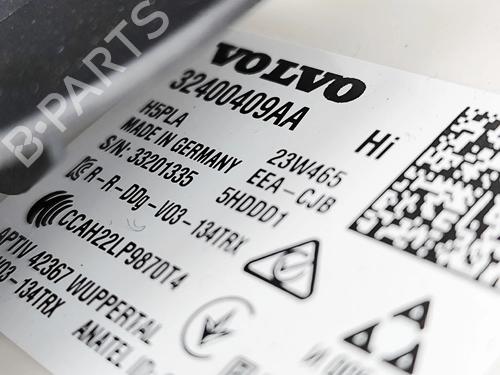 B-PARTS
VOLVO
32400409AA
Hi
H5PLA
23W465
MADE IN GERMANY
EEA-CJB
S/N: 33201335
5HDDD1
R-R-DDg-V03-134TRX
CCAH22LP9870T4
APTIV 42367 WUPPERTAL
V03-134TRX
ANATEL